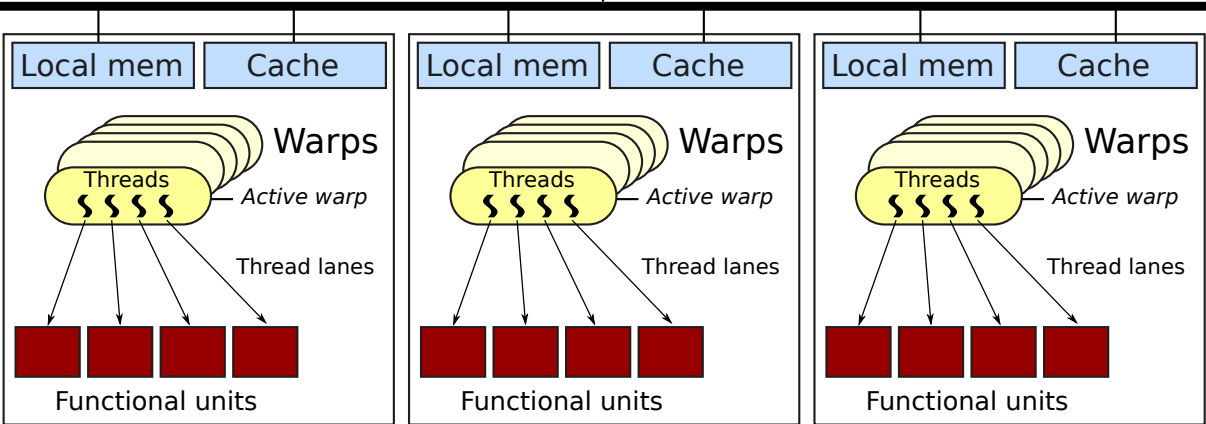 Local mem
Cache
Warps
Threads
Active warp
Thread lanes
Functional units
Local mem
Cache
Warps
Threads
Active warp
Thread lanes
Functional units
Local mem
Cache
Warps
Threads
Active warp
Thread lanes
Functional units